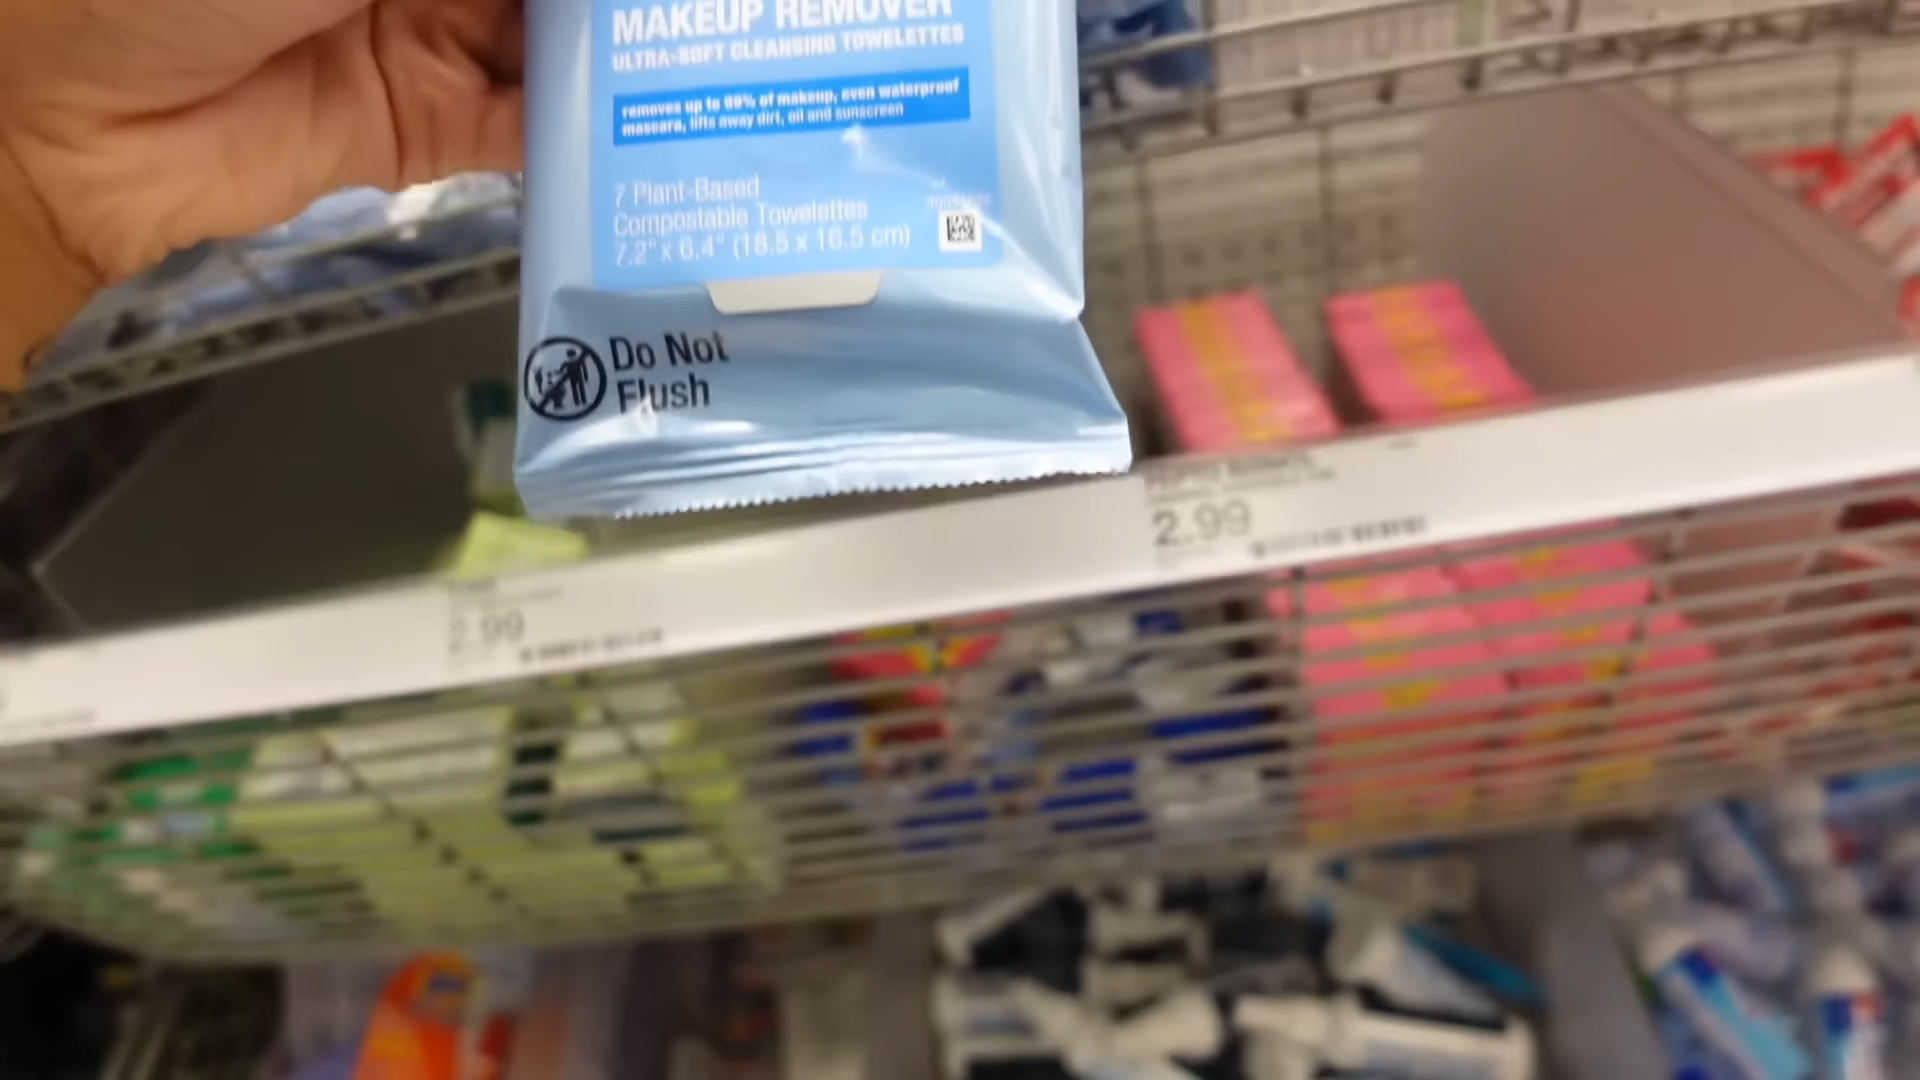 MAKEUP REMOVER
ULTRA-SOFT CLEANSING TOWELETTES
removes up to 99% of makeup, even waterproof
mascara, lifts away dirt, oil and sunscreen
7 Plant-Based
Compostable Towelettes
7.2" x 6.4" (18.5 x 16.5 cm)
Do Not
Flush
2.99
2.99